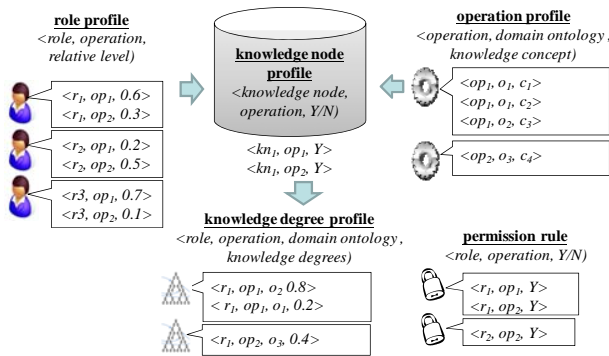 role profile
<role, operation,
relative level>
<r1, op1, 0.6>
<r1, op2, 0.3>
<r2, op1, 0.2>
<r2, op2, 0.5>
<r3, op1, 0.7>
<r3, op2, 0.1>
knowledge node
profile
<knowledge node,
operation, Y/N>
<kn1, op1, Y>
<kn1, op2, Y>
operation profile
<operation, domain ontology ,
knowledge concept>
<op1, o1, c1>
<op1, o1, c2>
<op1, o2, c3>
<op2, o3, c4>
knowledge degree profile
<role, operation, domain ontology ,
knowledge degrees>
<r1, op1, o2 0.8>
< r1, op1, o1, 0.2>
<r1, op2, o3, 0.4>
permission rule
<role, operation, Y/N>
<r1, op1, Y>
<r1, op2, Y>
<r2, op2, Y>